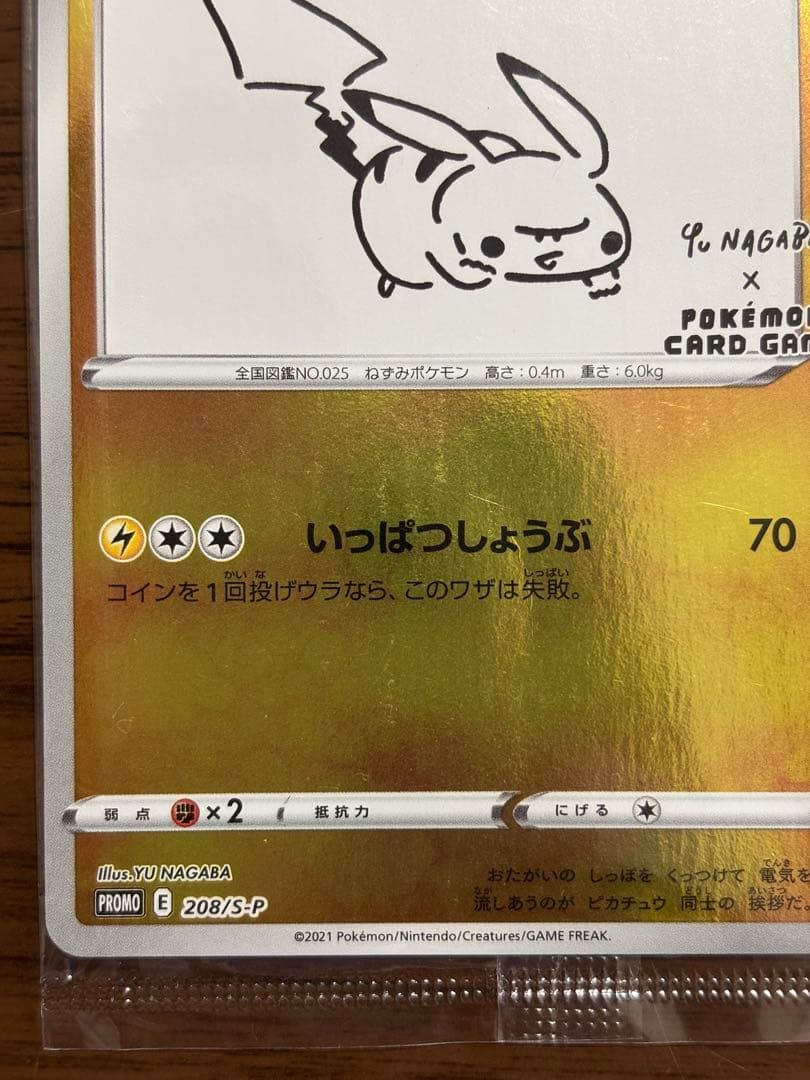 Yu NAGABA
×
POKÉMON
CARD GAM
全国図鑑NO.025 ねずみポケモン 高さ：0.4m 重さ：6.0kg
いっぱつしょうぶ 70
コインを1回投げウラなら、このワザは失敗。
弱点 ×2 抵抗力 にげる
Illus.YU NAGABA
おたがいの しっぽを くっつけて 電気を
流しあうのが ピカチュウ 同士の 挨拶だ。
PROMO E 208/S-P
©2021 Pokémon/Nintendo/Creatures/GAME FREAK.